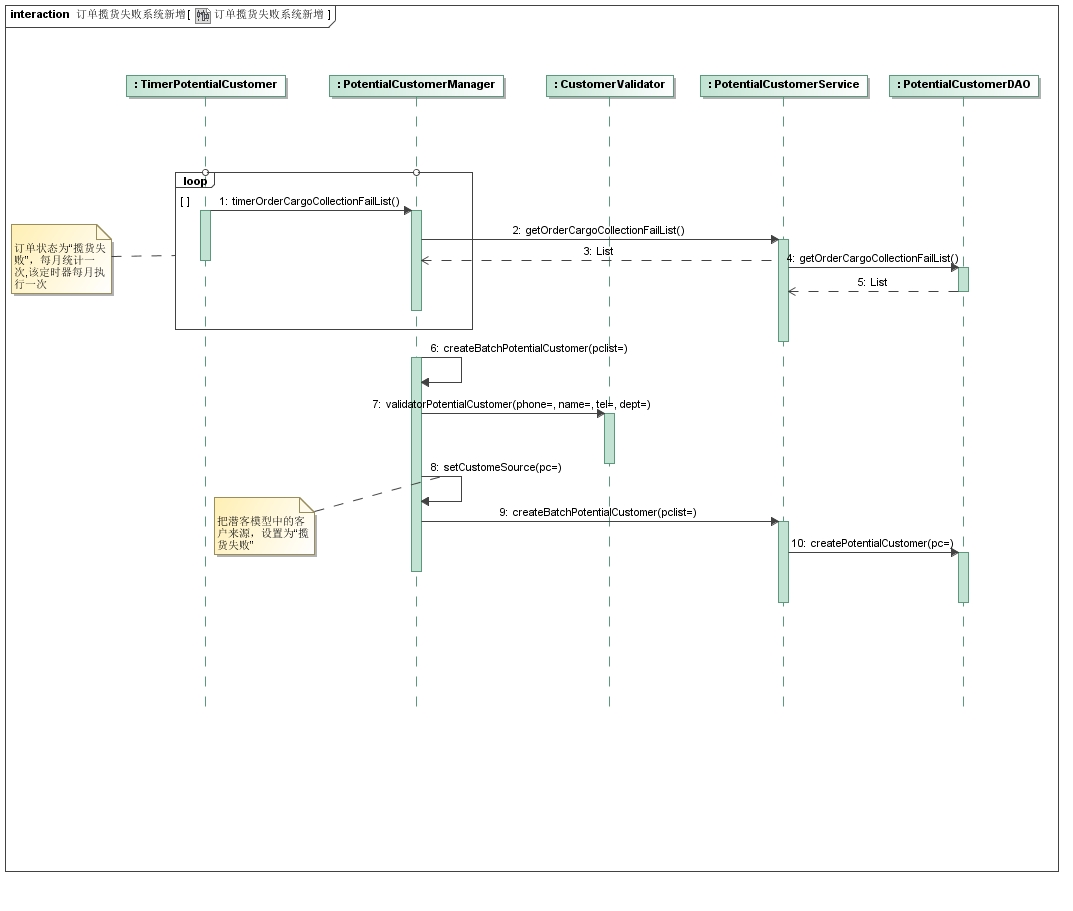 interaction 订单揽货失败系统新增[ 订单揽货失败系统新增 ]
: TimerPotentialCustomer
: PotentialCustomerManager
: CustomerValidator
: PotentialCustomerService
: PotentialCustomerDAO
loop
[ ]
1: timerOrderCargoCollectionFailList()
订单状态为“揽货失
败”，每月统计一
次,该定时器每月执
行一次
2: getOrderCargoCollectionFailList()
3: List
4: getOrderCargoCollectionFailList()
5: List
6: createBatchPotentialCustomer(pclist=)
7: validatorPotentialCustomer(phone=, name=, tel=, dept=)
8: setCustomeSource(pc=)
把潜客模型中的客
户来源，设置为“揽
货失败”
9: createBatchPotentialCustomer(pclist=)
10: createPotentialCustomer(pc=)